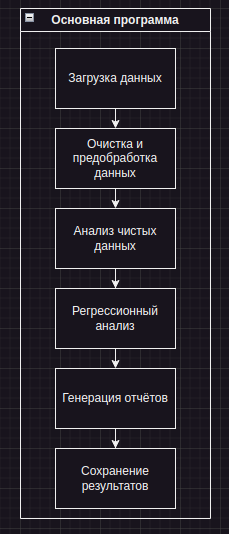 Основная программа
Загрузка данных
Очистка и
предобработка
данных
Анализ чистых
данных
Регрессионный
анализ
Генерация отчётов
Сохранение
результатов